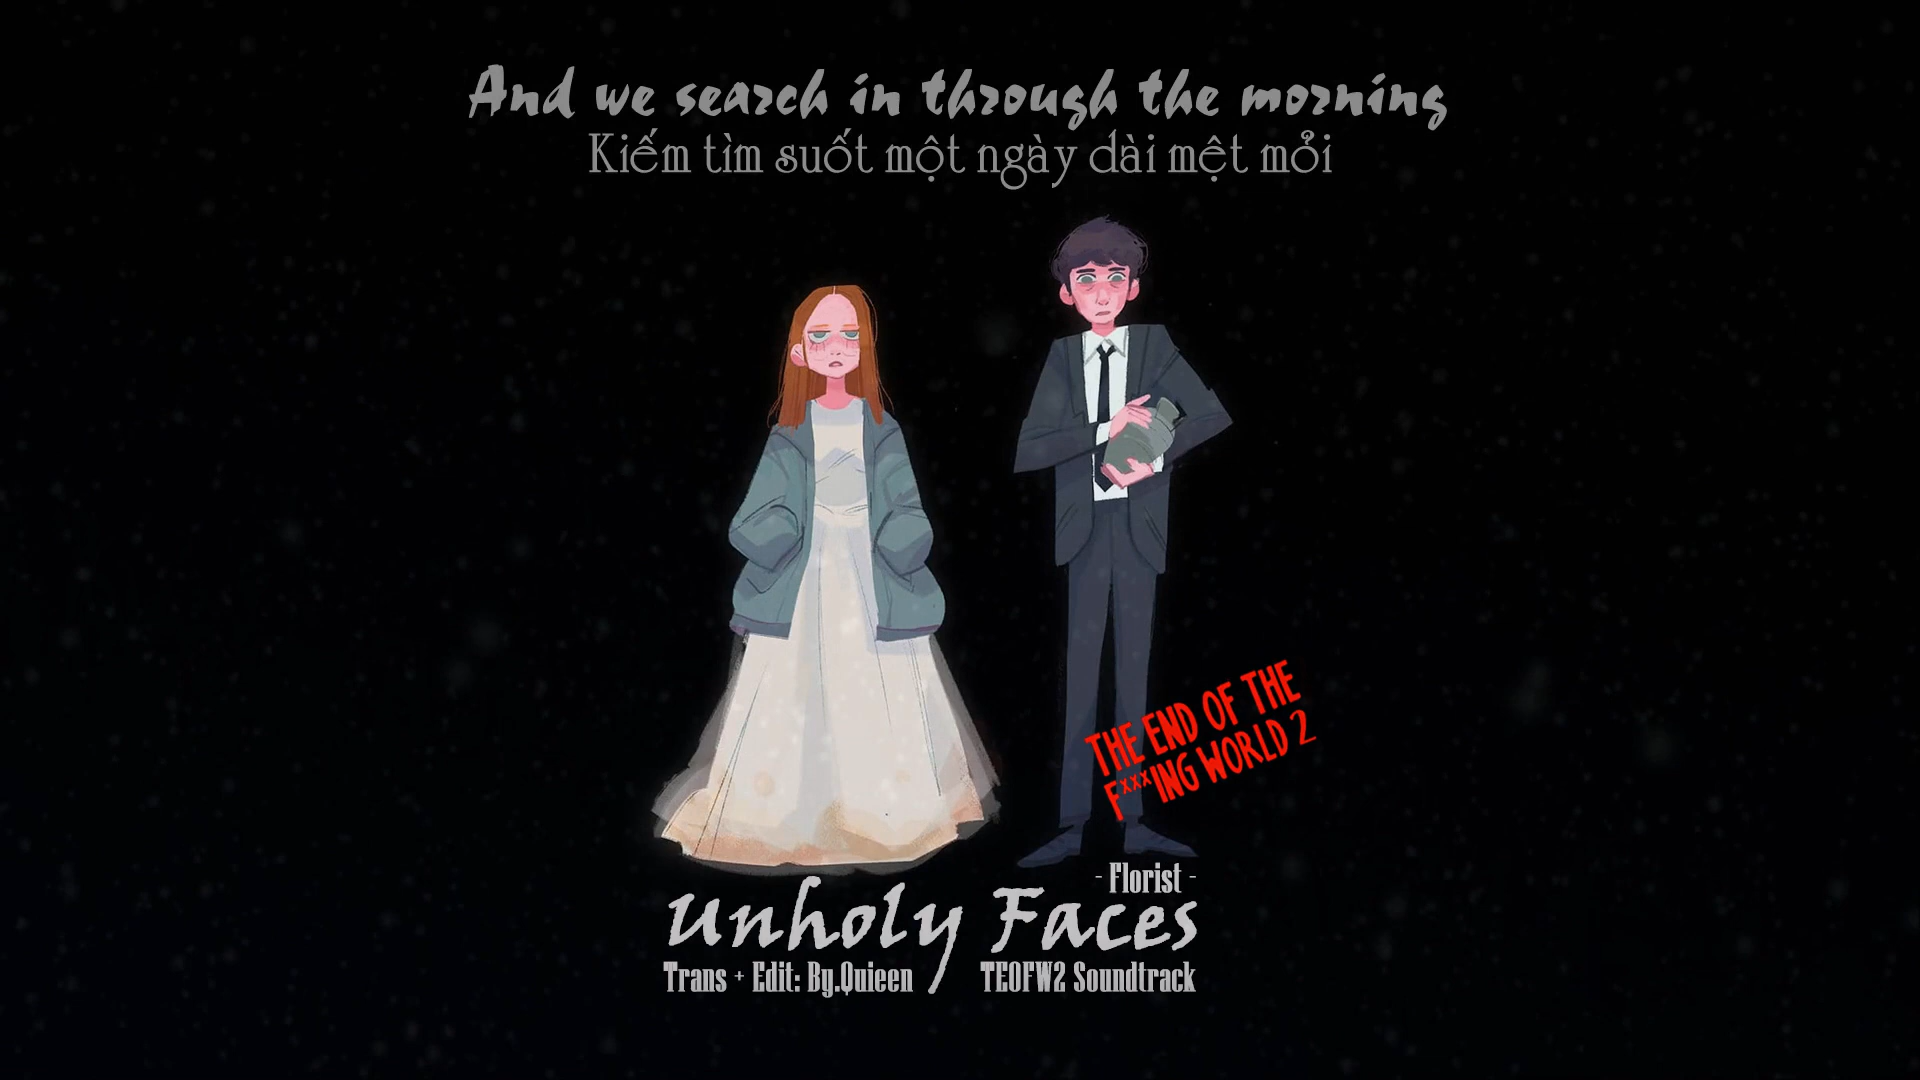 And we search in through the morning
Kiếm tìm suốt một ngày dài mệt mỏi
THE END OF THE
F***ING WORLD 2
- Florist -
Unholy Faces
Trans + Edit: By.Quieen
TEOFW2 Soundtrack